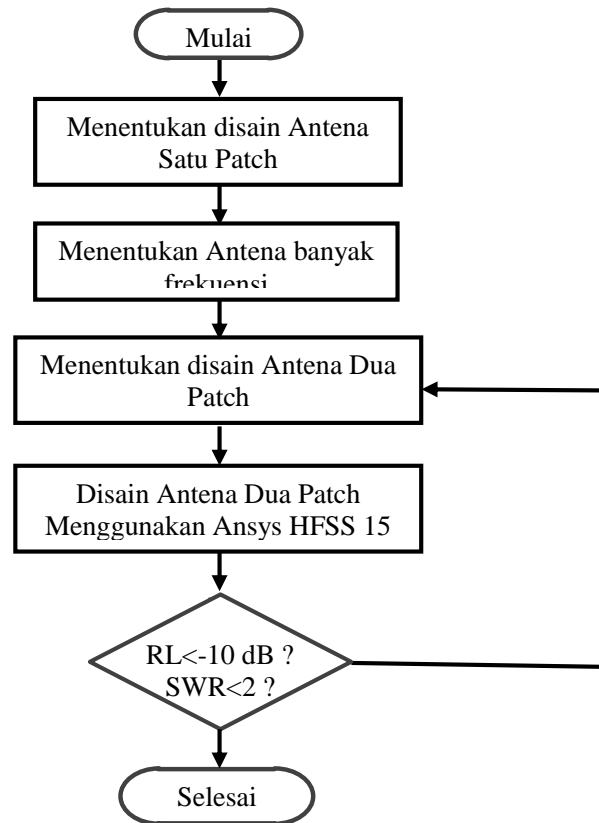 Mulai
Menentukan disain Antena
Satu Patch
Menentukan Antena banyak
frekuensi
Menentukan disain Antena Dua
Patch
Disain Antena Dua Patch
Menggunakan Ansys HFSS 15
RL<-10 dB ?
SWR<2 ?
Selesai